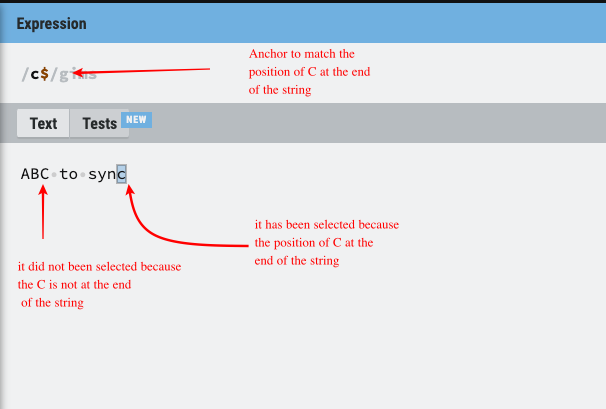 Expression
/c$/gims
Anchor to match the
position of C at the end
of the string
Text Tests NEW
ABC to sync
it has been selected because
the position of C at the
end of the string
it did not been selected because
the C is not at the end
of the string